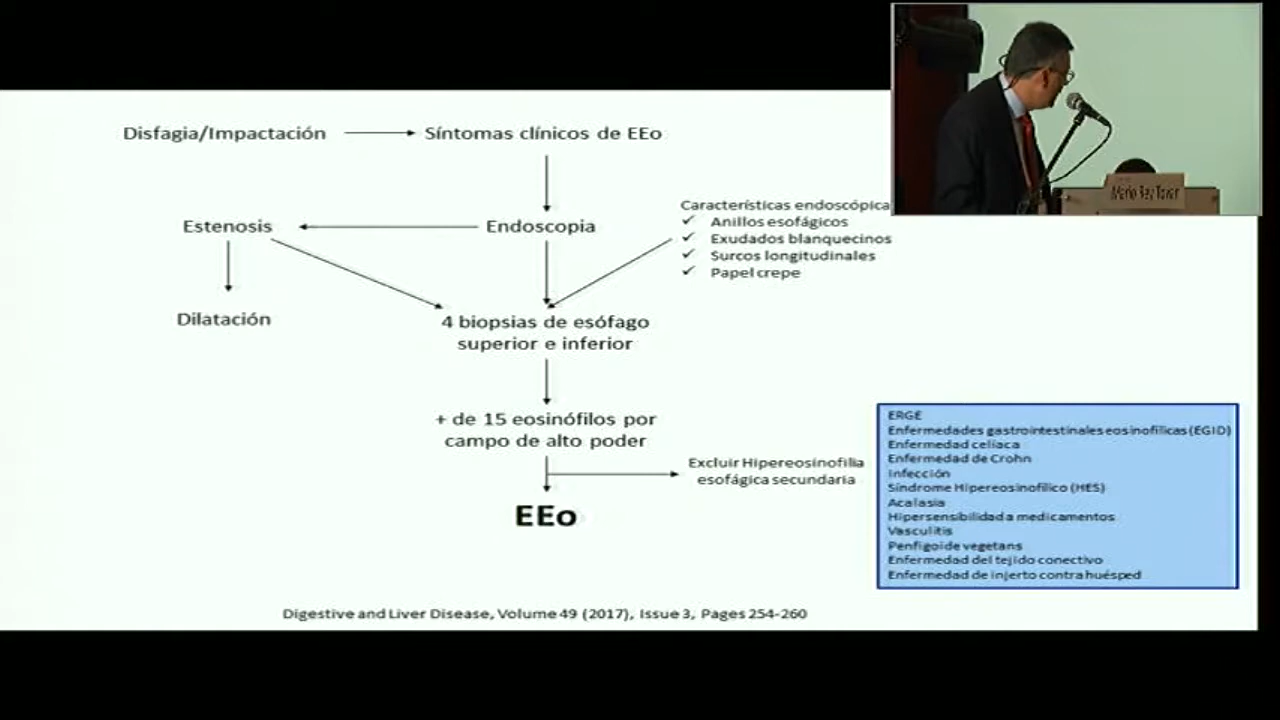 Disfagia/Impactación
Síntomas clínicos de EEo
Estenosis
Endoscopia
Características endoscópica
✓ Anillos esofágicos
✓ Exudados blanquecinos
✓ Surcos longitudinales
✓ Papel crepe
Dilatación
4 biopsias de esófago
superior e inferior
+ de 15 eosinófilos por
campo de alto poder
Excluir Hipereosinofilia
esofágica secundaria
EEo
ERGE
Enfermedades gastrointestinales eosinofílicas (EGID)
Enfermedad celíaca
Enfermedad de Crohn
Infección
Síndrome Hipereosinofílico (HES)
Acalasia
Hipersensibilidad a medicamentos
Vasculitis
Penfigoide vegetans
Enfermedad del tejido conectivo
Enfermedad de injerto contra huésped
Digestive and Liver Disease, Volume 49 (2017), Issue 3, Pages 254-260
Mario Rey Tovar